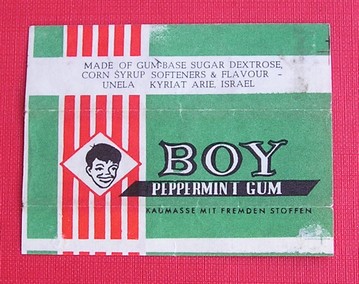 MADE OF GUM-BASE SUGAR DEXTROSE,
CORN SYRUP SOFTENERS & FLAVOUR -
UNELA KYRIAT ARIE, ISRAEL
BOY
PEPPERMINT GUM
KAUMASSE MIT FREMDEN STOFFEN